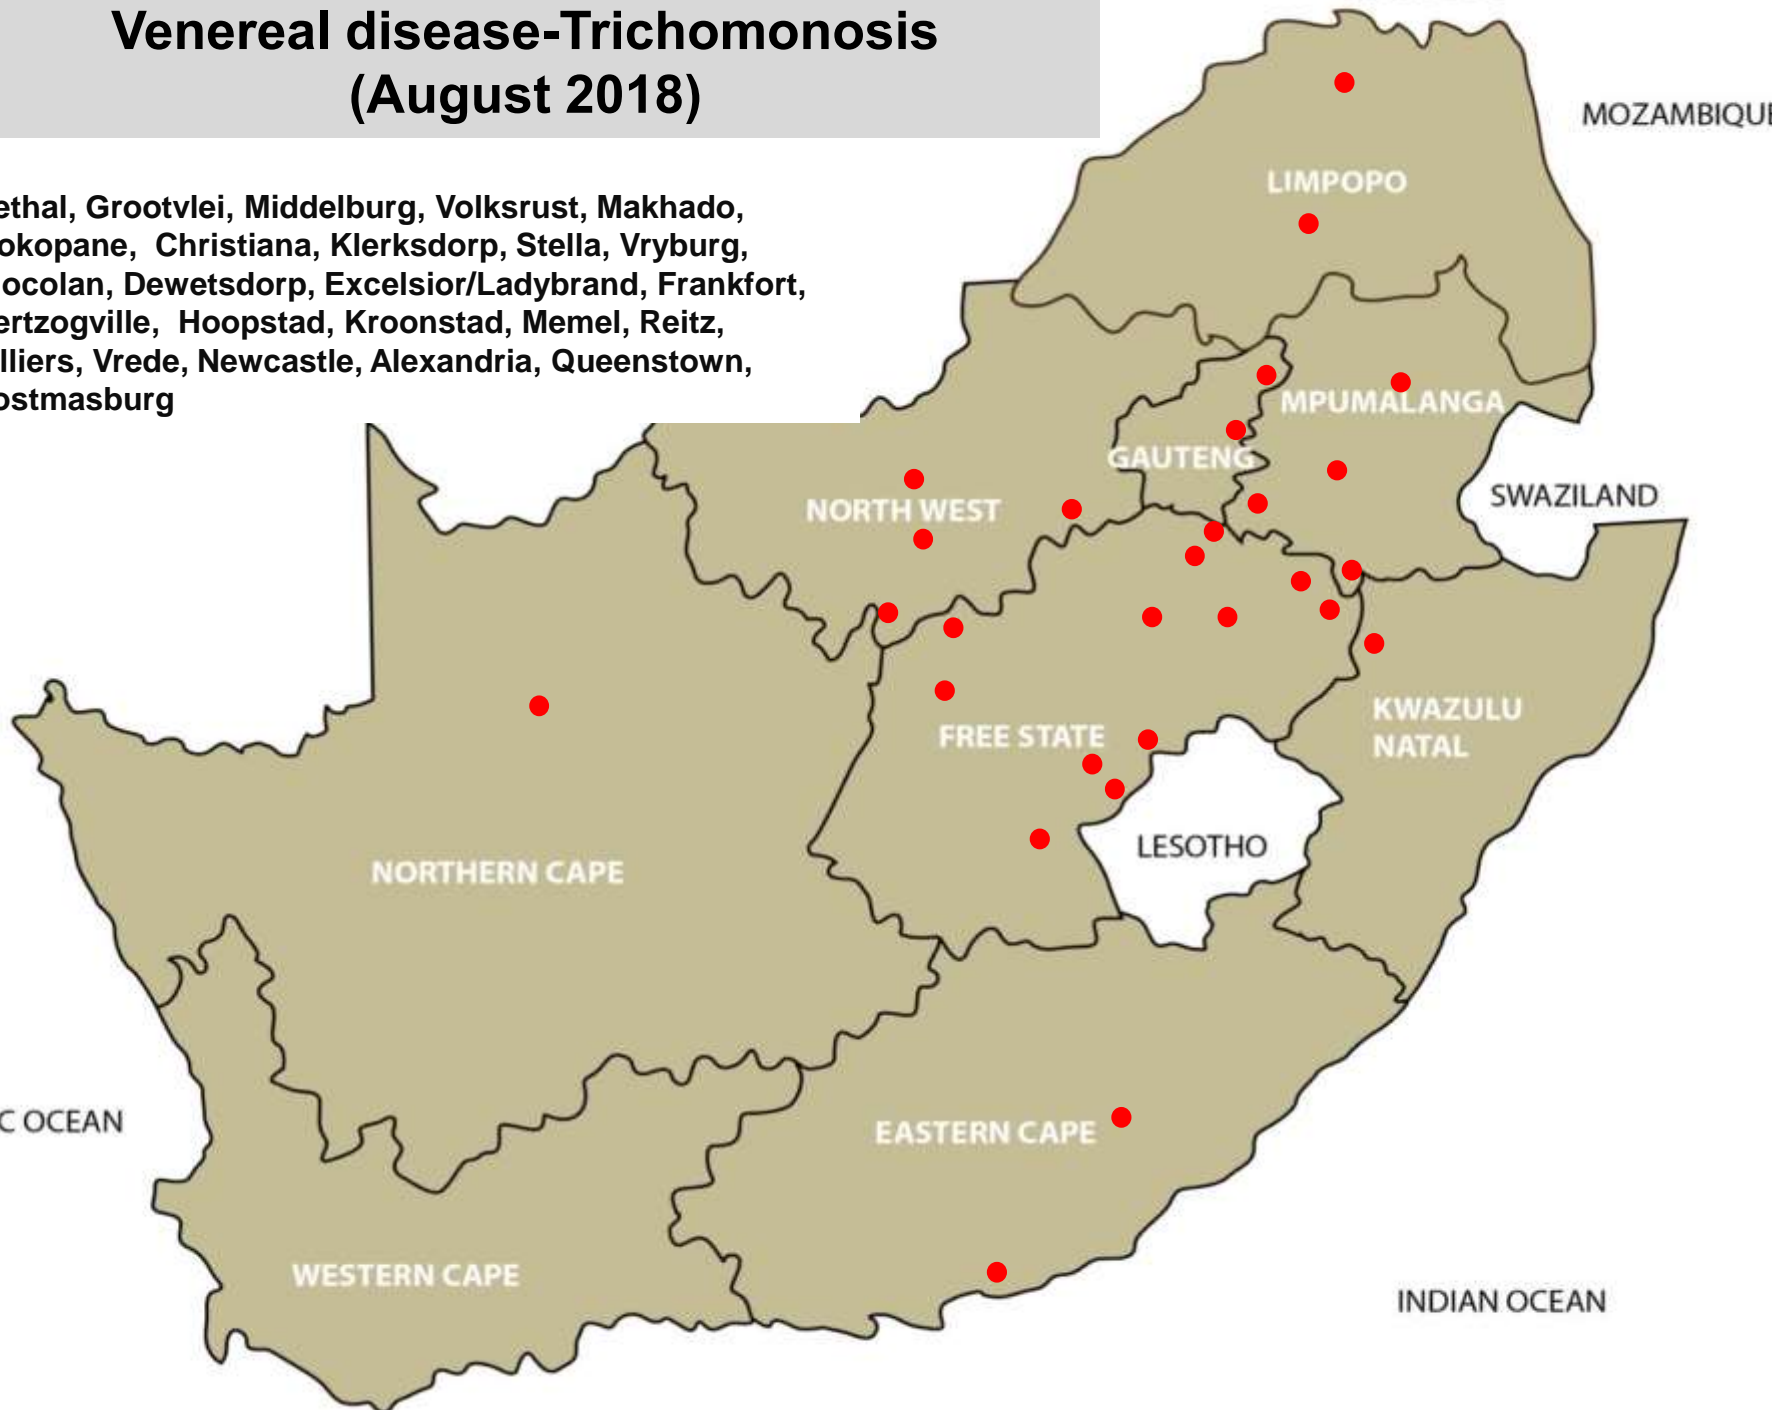 Venereal disease-Trichomonosis
(August 2018)
MOZAMBIQUE
LIMPOPO
ethal, Grootvlei, Middelburg, Volksrust, Makhado,
okopane, Christiana, Klerksdorp, Stella, Vryburg,
ocolan, Dewetsdorp, Excelsior/Ladybrand, Frankfort,
ertzogville, Hoopstad, Kroonstad, Memel, Reitz,
lliers, Vrede, Newcastle, Alexandria, Queenstown,
ostmasburg
MPUMALANGA
GAUTENG
SWAZILAND
NORTH WEST
KWAZULU
NATAL
FREE STATE
LESOTHO
NORTHERN CAPE
C OCEAN
EASTERN CAPE
WESTERN CAPE
INDIAN OCEAN